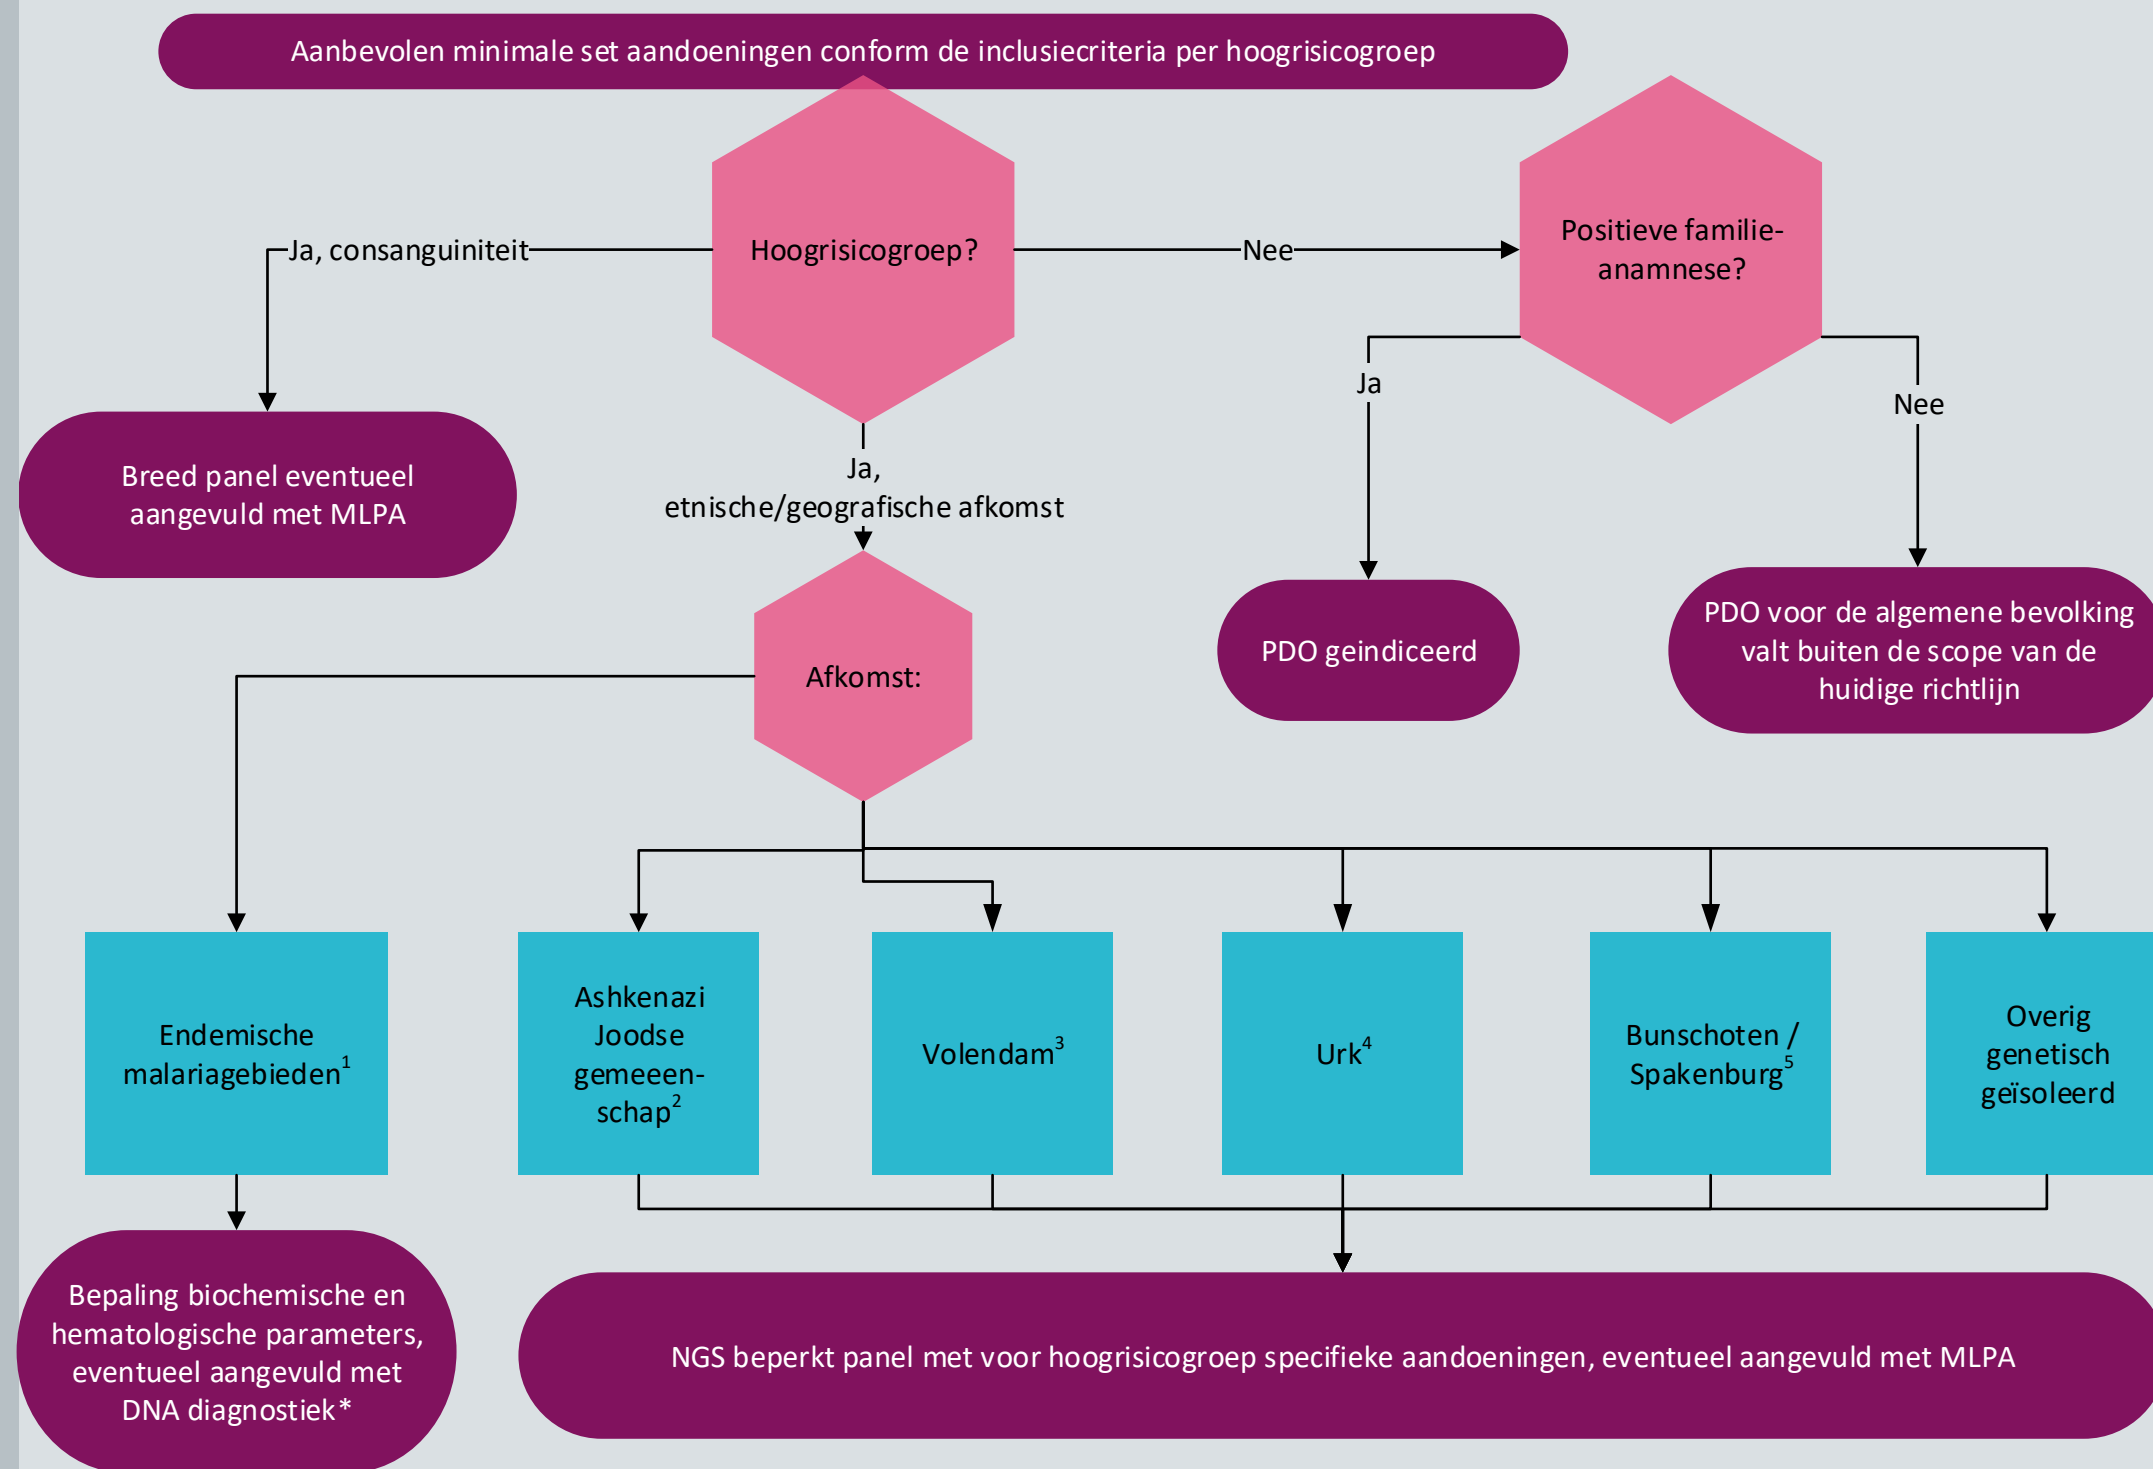 Aanbevolen minimale set aandoeningen conform de inclusiecriteria per hoogrisicogroep
Ja, consanguiniteit
Hoogrisicogroep?
Nee
Positieve familie-
anamnese?
Ja
Nee
Breed panel eventueel
aangevuld met MLPA
Ja,
etnische/geografische afkomst
PDO geindiceerd
PDO voor de algemene bevolking
valt buiten de scope van de
huidige richtlijn
Afkomst:
Endemische
malariagebieden1
Ashkenazi
Joodse
gemeeen-
schap2
Volendam3
Urk4
Bunschoten /
Spakenburg5
Overig
genetisch
geïsoleerd
Bepaling biochemische en
hematologische parameters,
eventueel aangevuld met
DNA diagnostiek*
NGS beperkt panel met voor hoogrisicogroep specifieke aandoeningen, eventueel aangevuld met MLPA